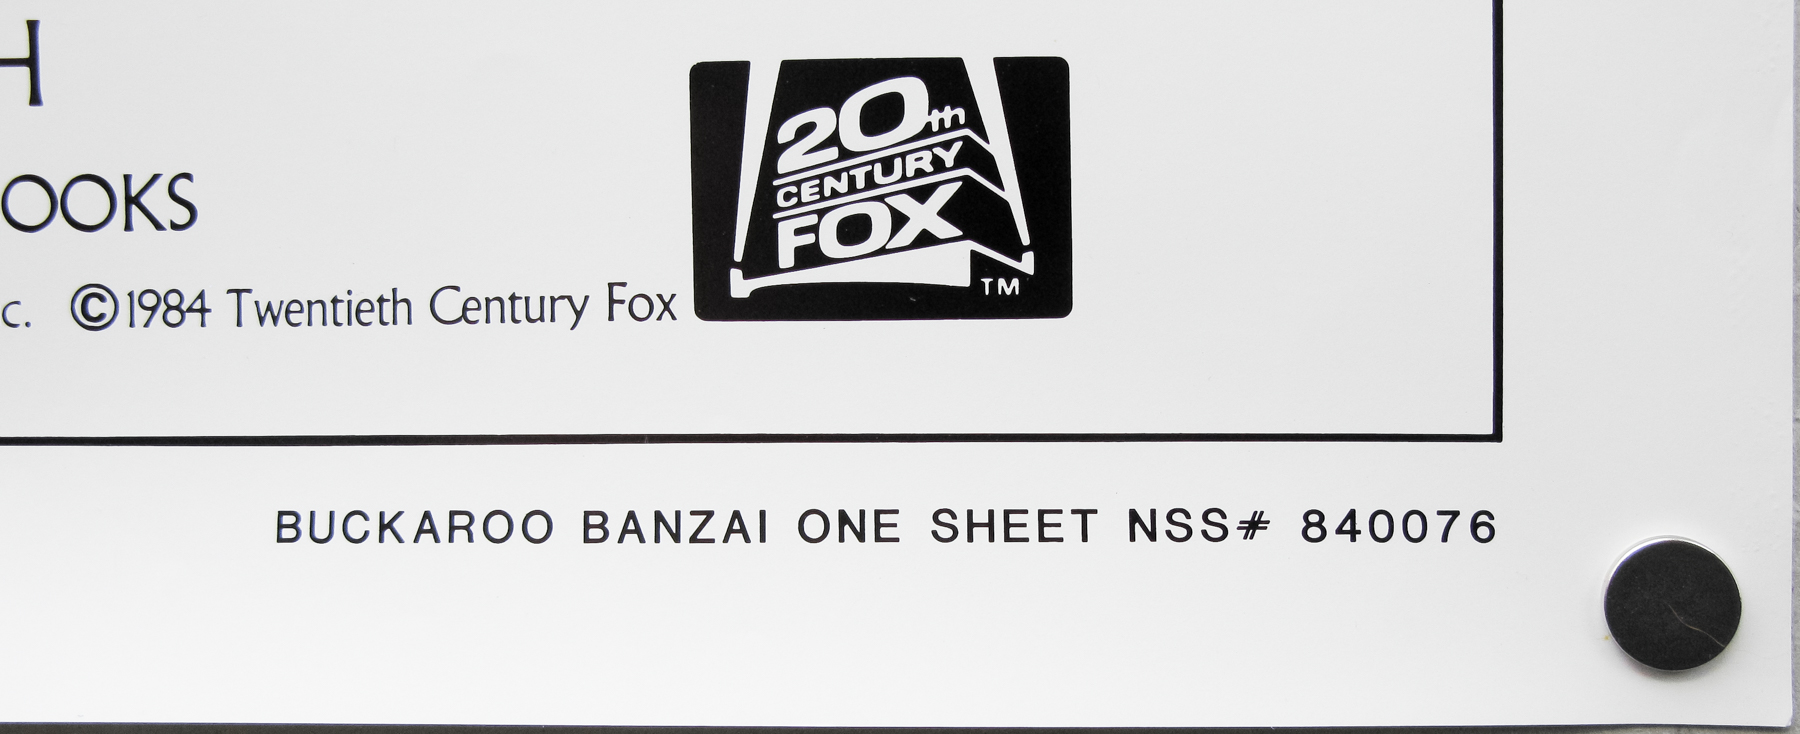 H
OOKS
20th
CENTURY
FOX
TM
c. ©1984 Twentieth Century Fox
BUCKAROO BANZAI ONE SHEET NSS# 840076